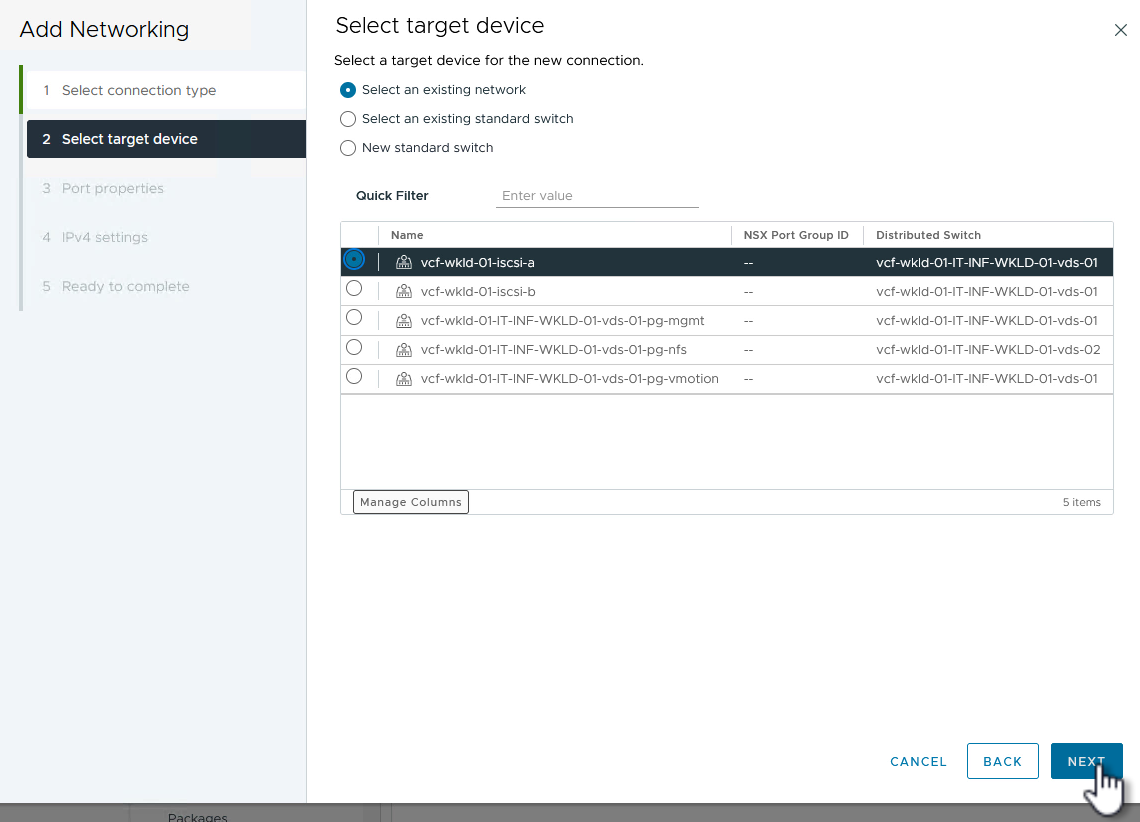 Add Networking
1 Select connection type
2 Select target device
3 Port properties
4 IPv4 settings
5 Ready to complete
Select target device
Select a target device for the new connection.
Select an existing network
Select an existing standard switch
New standard switch
Quick Filter Enter value
Name NSX Port Group ID Distributed Switch
vcf-wkld-01-iscsi-a -- vcf-wkld-01-IT-INF-WKLD-01-vds-01
vcf-wkld-01-iscsi-b -- vcf-wkld-01-IT-INF-WKLD-01-vds-01
vcf-wkld-01-IT-INF-WKLD-01-vds-01-pg-mgmt -- vcf-wkld-01-IT-INF-WKLD-01-vds-01
vcf-wkld-01-IT-INF-WKLD-01-vds-01-pg-nfs -- vcf-wkld-01-IT-INF-WKLD-01-vds-02
vcf-wkld-01-IT-INF-WKLD-01-vds-01-pg-vmotion -- vcf-wkld-01-IT-INF-WKLD-01-vds-01
Manage Columns 5 items
CANCEL BACK NEXT
Packages